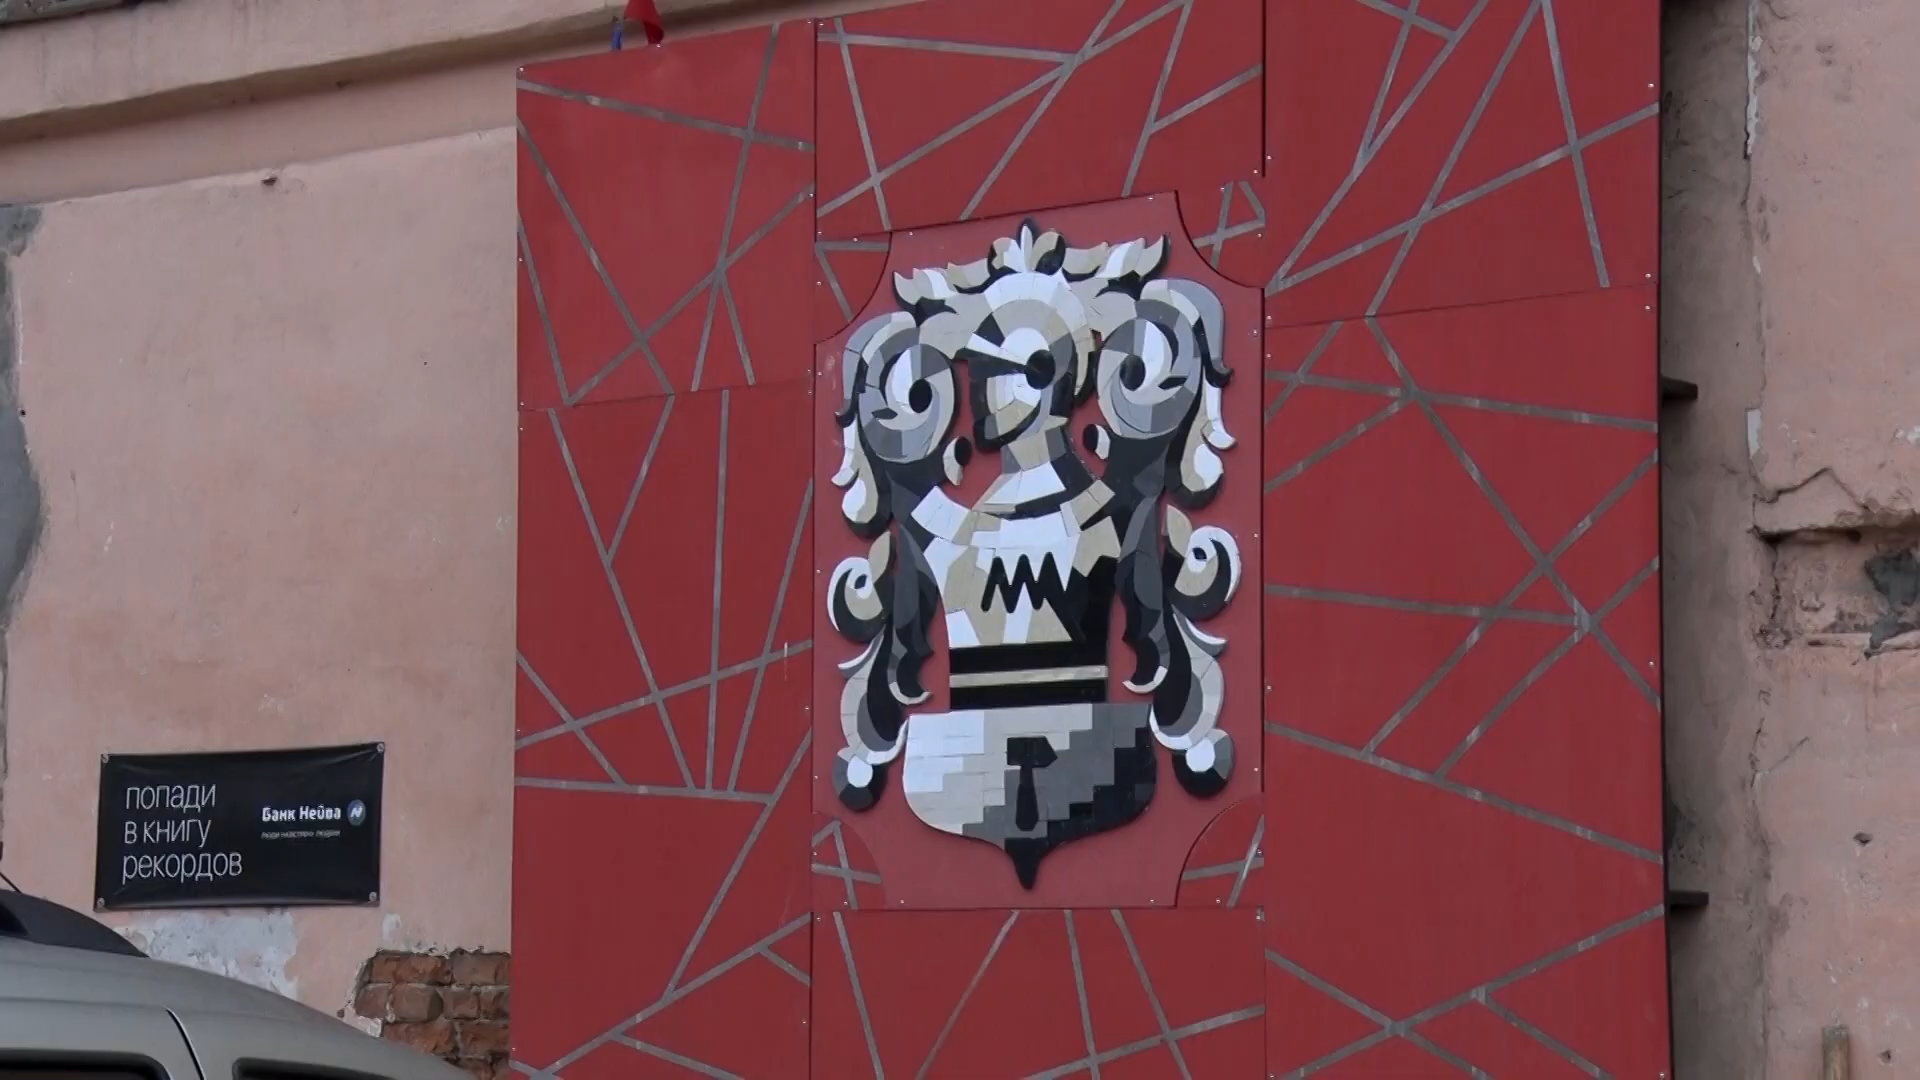 попади
в книгу
рекордов
Банк Нейва